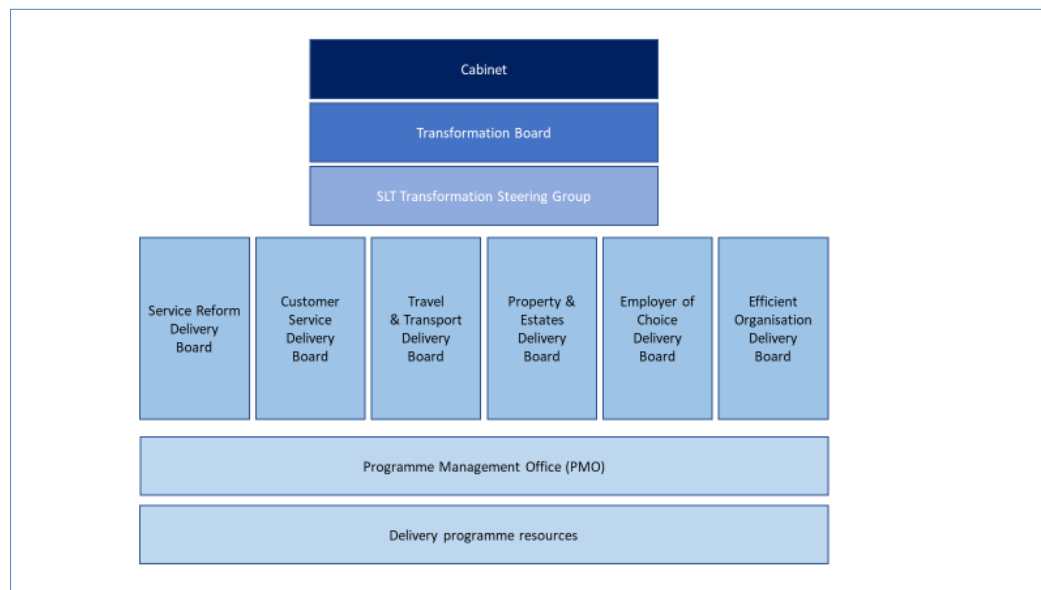 Cabinet
Transformation Board
SLT Transformation Steering Group
Service Reform
Delivery
Board
Customer
Service
Delivery
Board
Travel
& Transport
Delivery
Board
Property &
Estates
Delivery
Board
Employer of
Choice
Delivery
Board
Efficient
Organisation
Delivery
Board
Programme Management Office (PMO)
Delivery programme resources